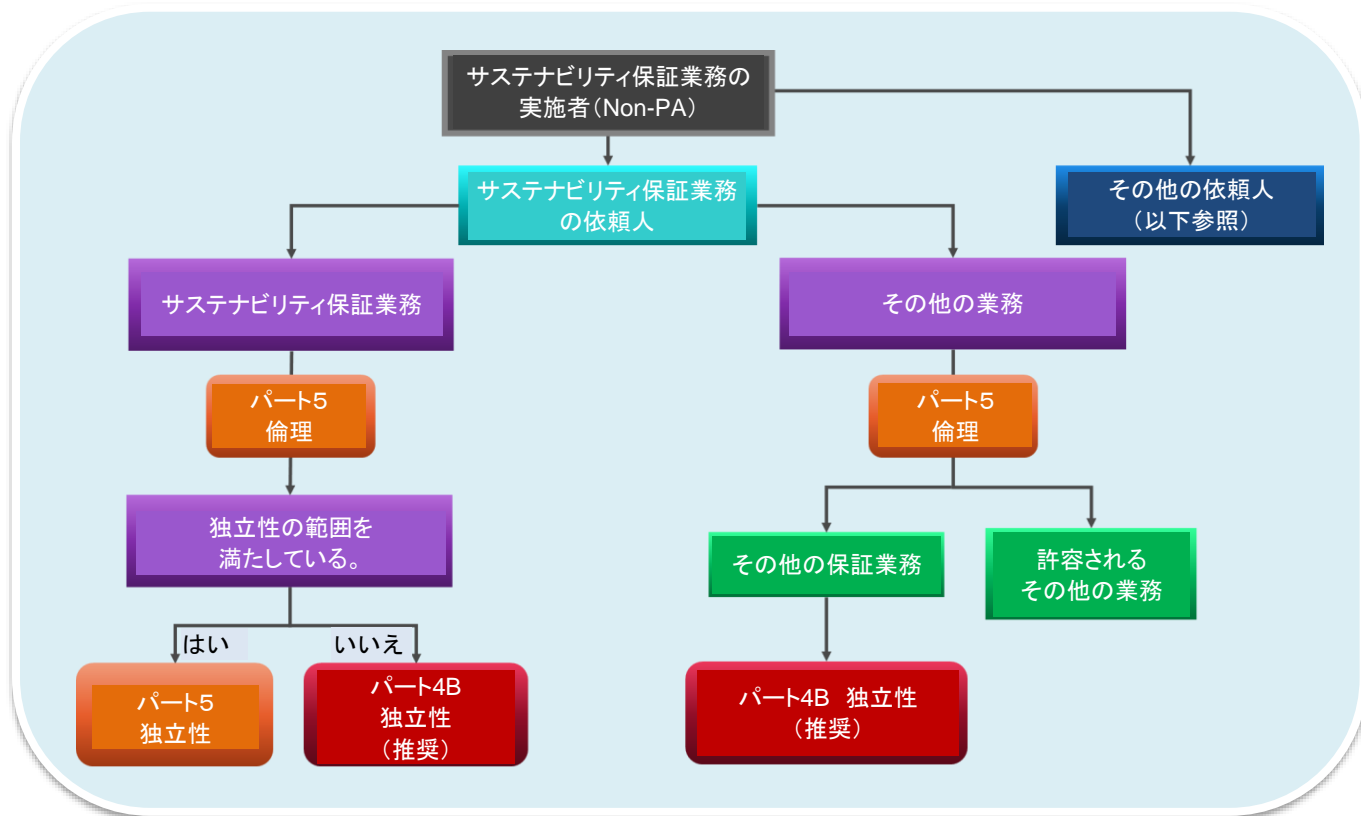 サステナビリティ保証業務の
実施者（Non-PA）
サステナビリティ保証業務
の依頼人
その他の依頼人
（以下参照）
サステナビリティ保証業務
その他の業務
パート5
倫理
パート5
倫理
独立性の範囲を
満たしている。
その他の保証業務
許容される
その他の業務
はい
いいえ
パート5
独立性
パート4B
独立性
（推奨）
パート4B 独立性
（推奨）